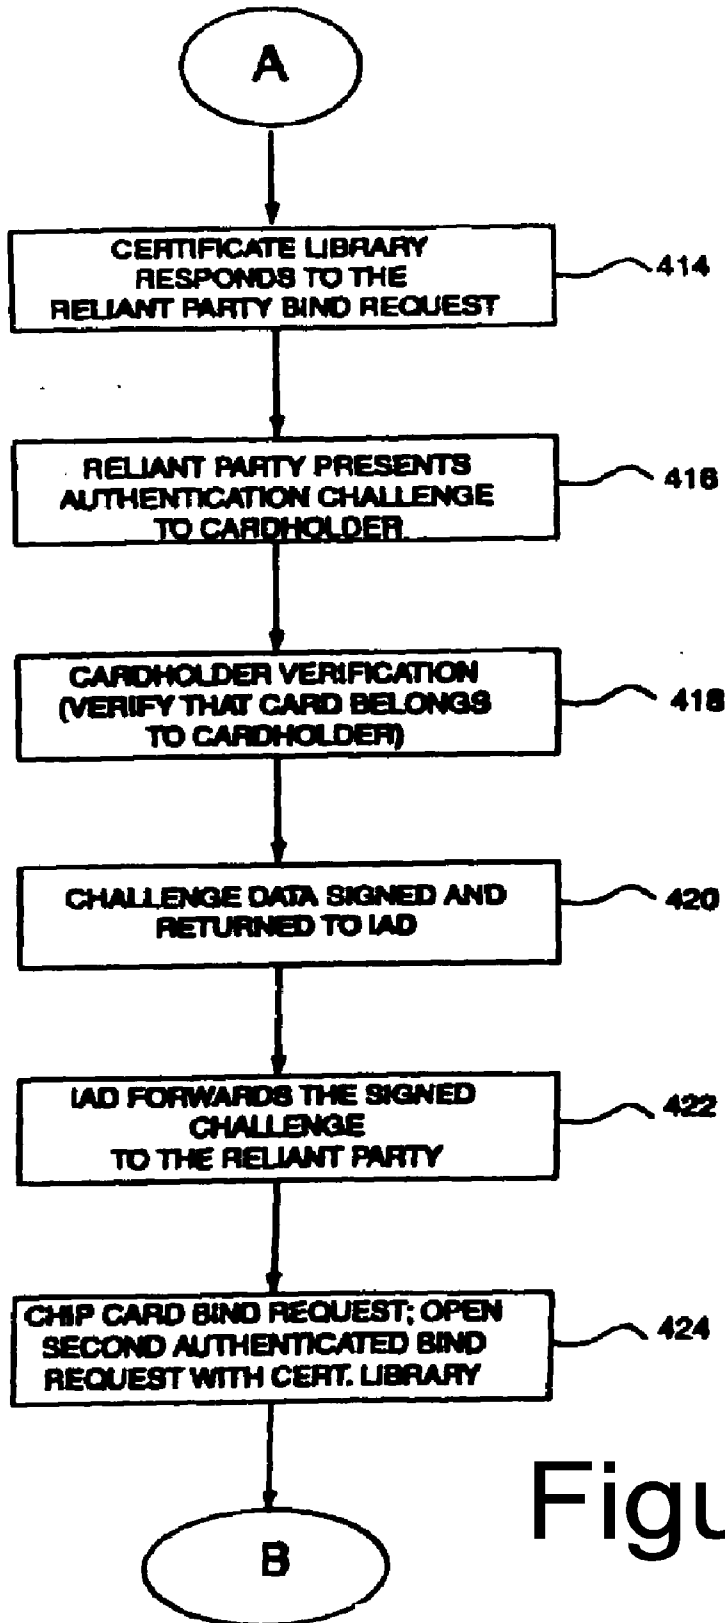 A
CERTIFICATE LIBRARY
RESPONDS TO THE
RELIANT PARTY BIND REQUEST
414
RELIANT PARTY PRESENTS
AUTHENTICATION CHALLENGE
TO CARDHOLDER
416
CARDHOLDER VERIFICATION
(VERIFY THAT CARD BELONGS
TO CARDHOLDER)
418
CHALLENGE DATA SIGNED AND
RETURNED TO IAD
420
IAD FORWARDS THE SIGNED
CHALLENGE
TO THE RELIANT PARTY
422
CHIP CARD BIND REQUEST; OPEN
SECOND AUTHENTICATED BIND
REQUEST WITH CERT. LIBRARY
424
B
Figu